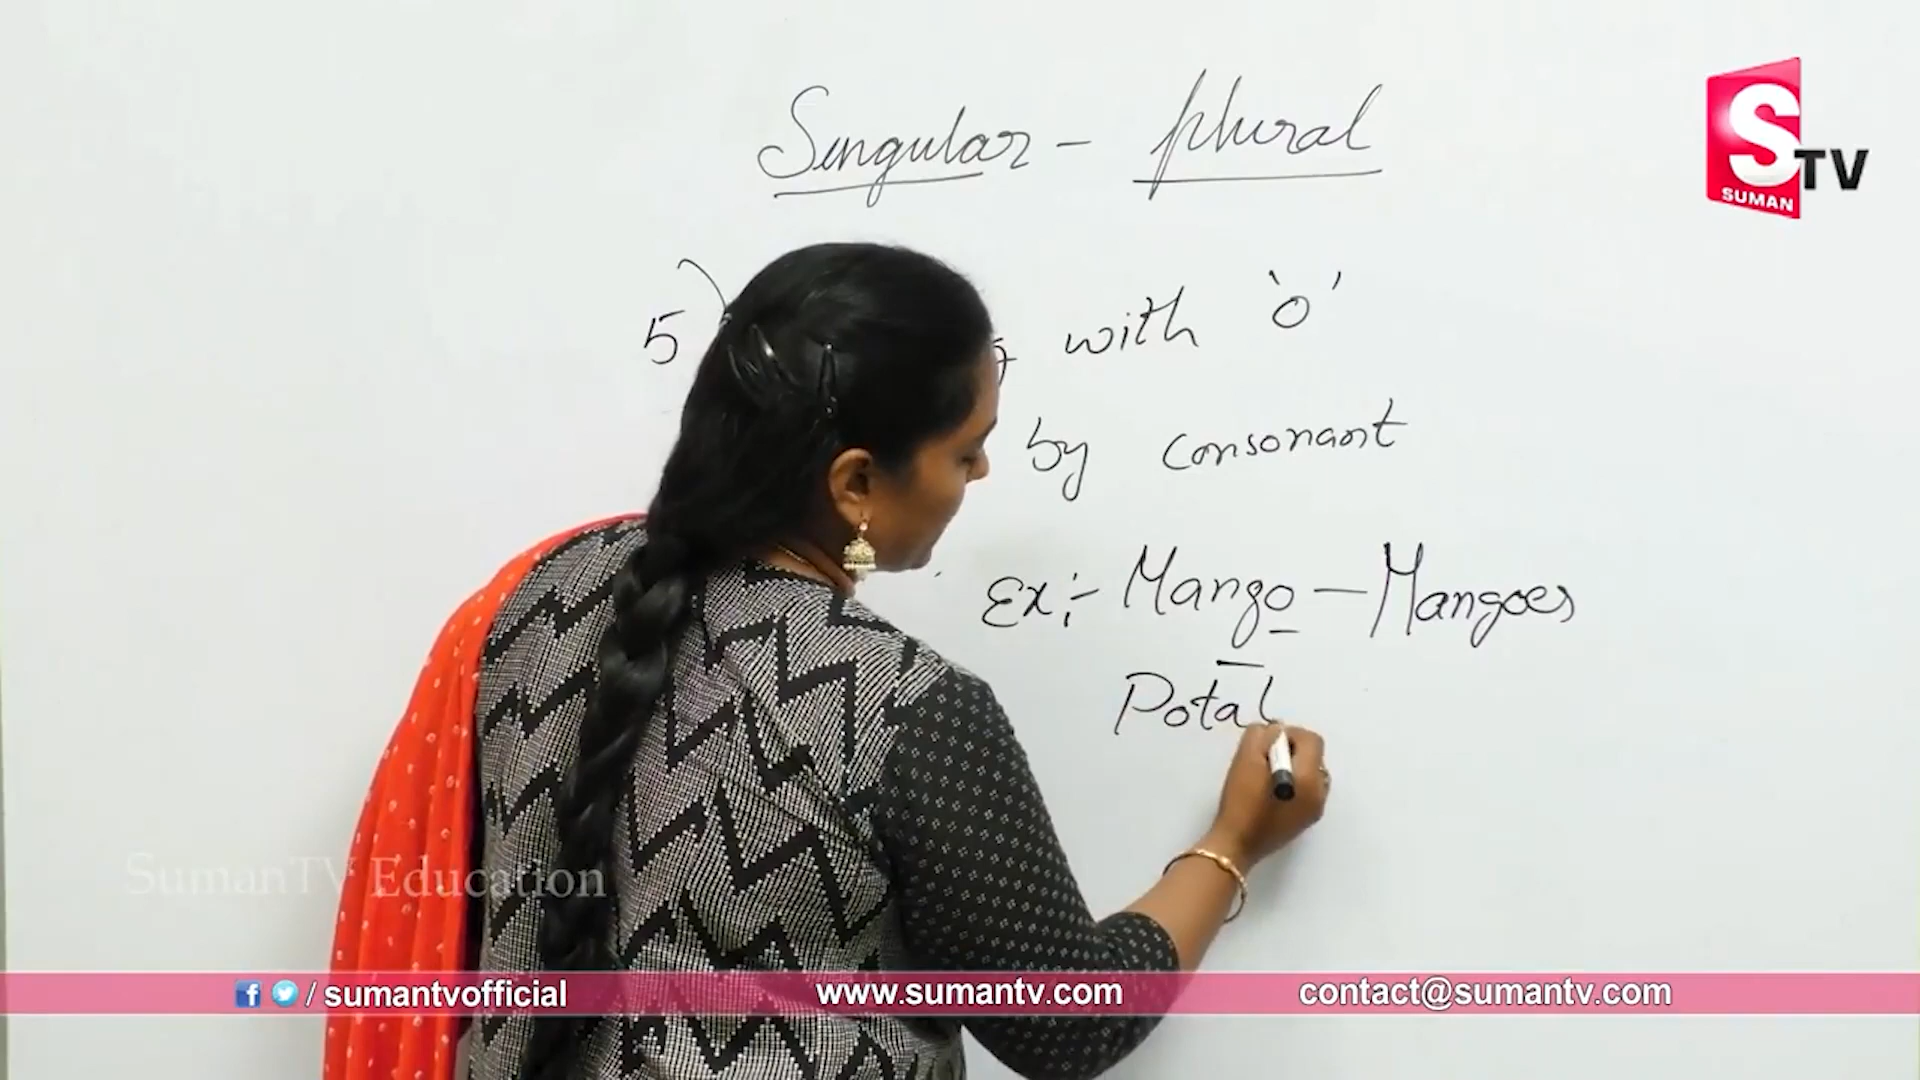 Singular - plural
S
TV
SUMAN
5) with 'o'
by consonant
Ex:- Mango - Mangoes
Pota
SumanTV Education
/ sumantvofficial
www.sumantv.com
contact@sumantv.com